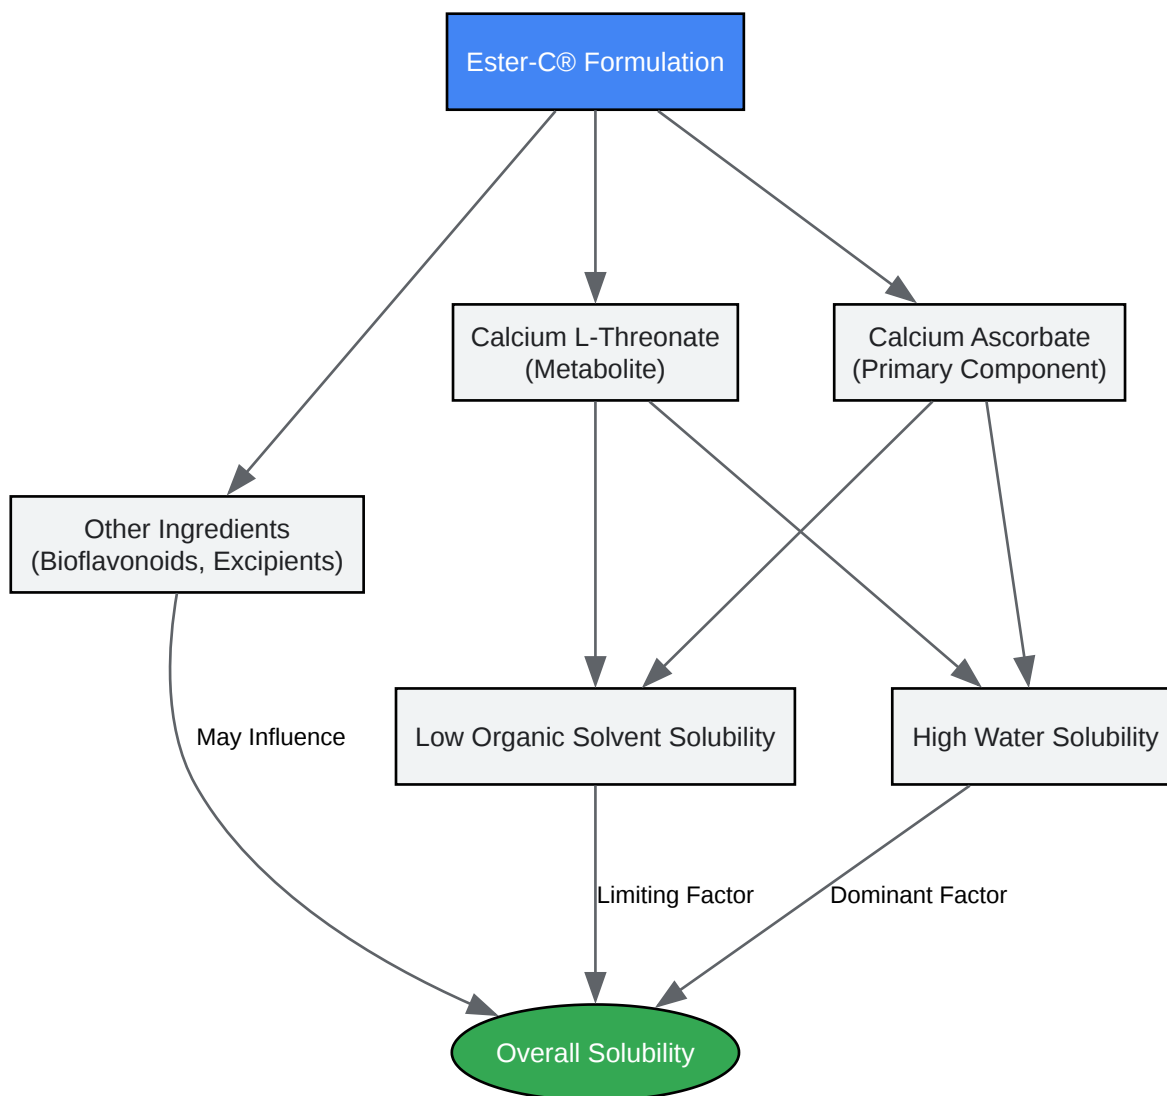 Ester-C® Formulation
Calcium L-Threonate
(Metabolite)
Calcium Ascorbate
(Primary Component)
Other Ingredients
(Bioflavonoids, Excipients)
Low Organic Solvent Solubility
High Water Solubility
May Influence
Limiting Factor
Dominant Factor
Overall Solubility